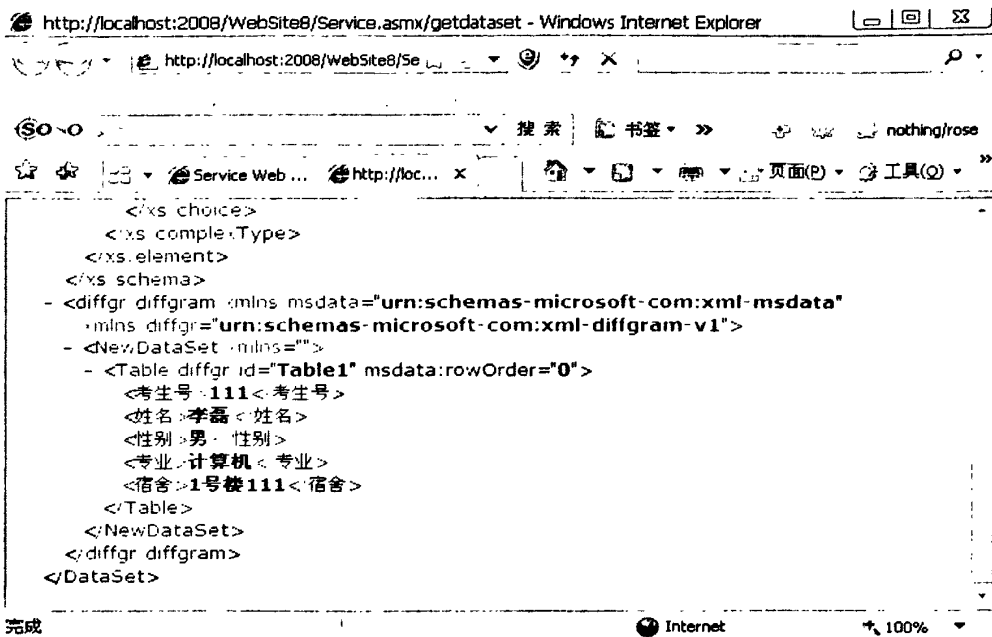 http://localhost:2008/WebSite8/Service.asmx/getdataset - Windows Internet Explorer
http://localhost:2008/WebSite8/Se
搜索 书签 » nothing/rose
Service Web ... http://loc... x 页面(P) 工具(O) »
</xs choice>
<xs complexType>
</xs.element>
</xs schema>
- <diffgr diffgram xmlns msdata="urn:schemas-microsoft-com:xml-msdata"
xmlns diffgr="urn:schemas-microsoft-com:xml-diffgram-v1">
- <NewDataSet xmlns="">
- <Table diffgr id="Table1" msdata:rowOrder="0">
<考生号>111<考生号>
<姓名>李磊<姓名>
<性别>男 性别>
<专业>计算机<专业>
<宿舍>1号楼111<宿舍>
</Table>
</NewDataSet>
</diffgr diffgram>
</DataSet>
完成 Internet 100%